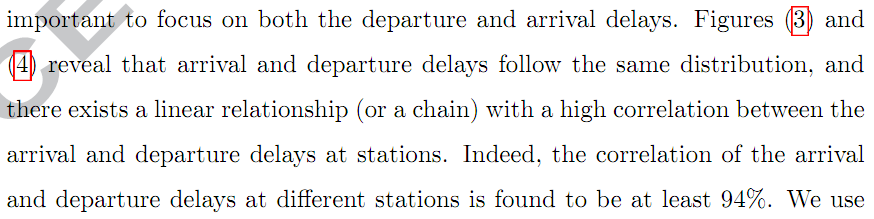 important to focus on both the departure and arrival delays. Figures (3) and
(4) reveal that arrival and departure delays follow the same distribution, and
there exists a linear relationship (or a chain) with a high correlation between the
arrival and departure delays at stations. Indeed, the correlation of the arrival
and departure delays at different stations is found to be at least 94%. We use